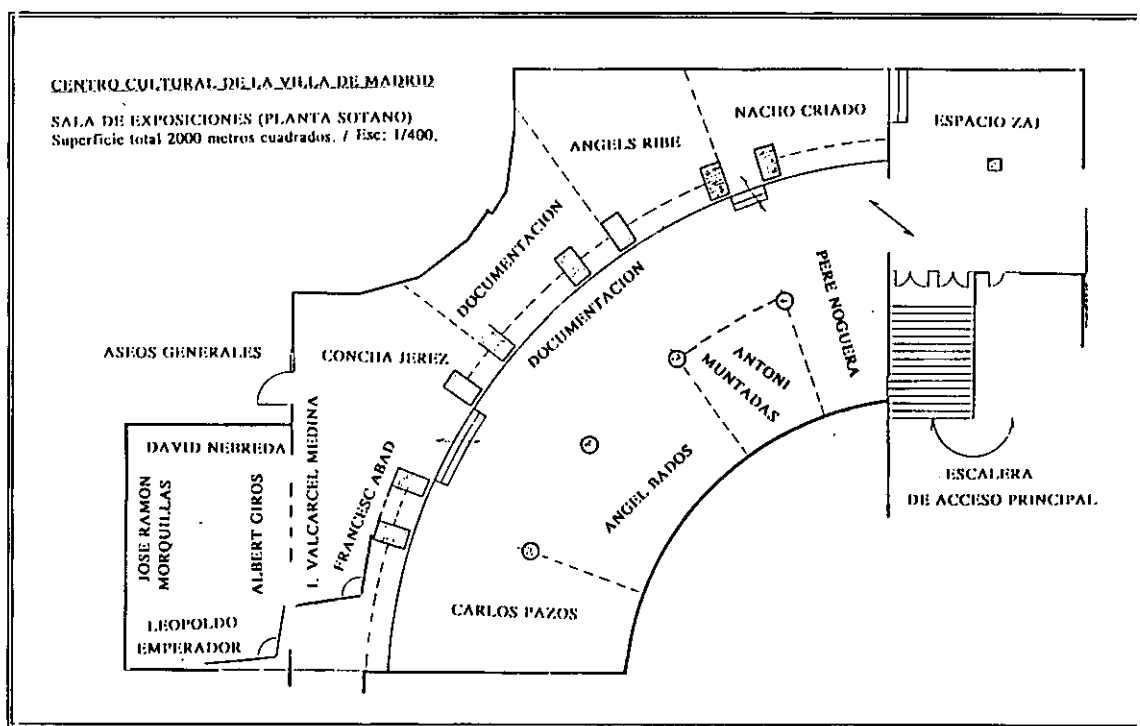 CENTRO CULTURAL DE LA VILLA DE MADRID
SALA DE EXPOSICIONES (PLANTA SOTANO)
Superficie total 2000 metros cuadrados. / Esc: 1/400.
NACHO CRIADO
ESPACIO ZAJ
ANGELS RIBE
DOCUMENTACION
DOCUMENTACION
PERE NOGUERA
ASEOS GENERALES
CONCHA JEREZ
ANTONI
MUNTADAS
DAVID NEBREDA
I. VALCARCEL MEDINA
FRANCESC ABAD
ANGEL BADOS
ESCALERA
DE ACCESO PRINCIPAL
JOSE RAMON
MORQUILLAS
ALBERT GIROS
CARLOS PAZOS
LEOPOLDO
EMPERADOR